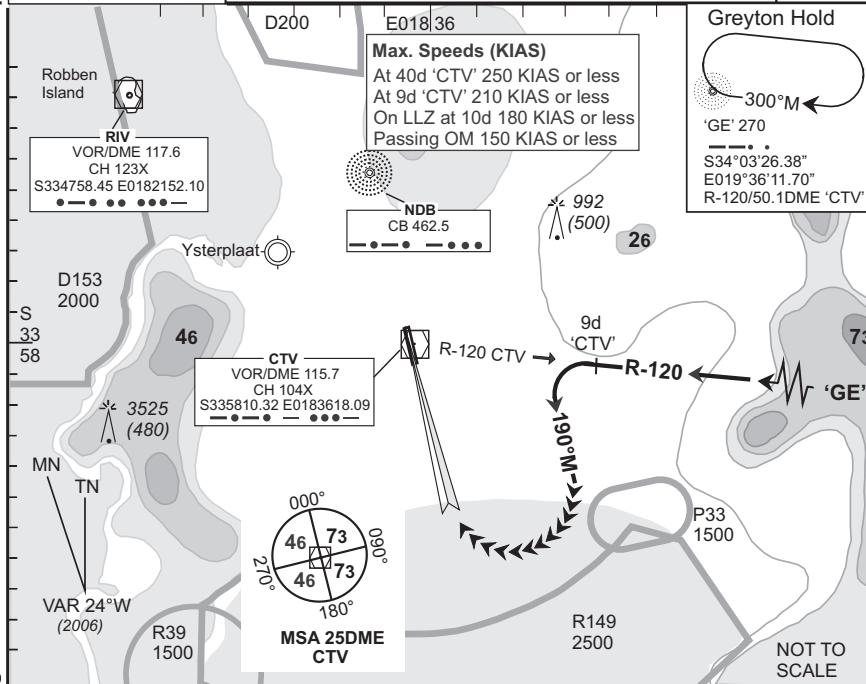 D200
E018 36
Max. Speeds (KIAS)
At 40d ‘CTV’ 250 KIAS or less
At 9d ‘CTV’ 210 KIAS or less
On LLZ at 10d 180 KIAS or less
Passing OM 150 KIAS or less
Greyton Hold
300°M
‘GE’ 270
S34°03’26.38”
E019°36’11.70”
R-120/50.1DME ‘CTV’
Robben
Island
RIV
VOR/DME 117.6
CH 123X
S334758.45 E0182152.10
NDB
CB 462.5
992
(500)
26
Ysterplaat
D153
2000
S
33
58
46
9d
‘CTV’
R-120 CTV
R-120
73
‘GE’
CTV
VOR/DME 115.7
CH 104X
S335810.32 E0183618.09
3525
(480)
190°M
MN
TN
VAR 24°W
(2006)
000°
090°
180°
270°
46
73
46
73
MSA 25DME
CTV
P33
1500
R39
1500
R149
2500
NOT TO
SCALE